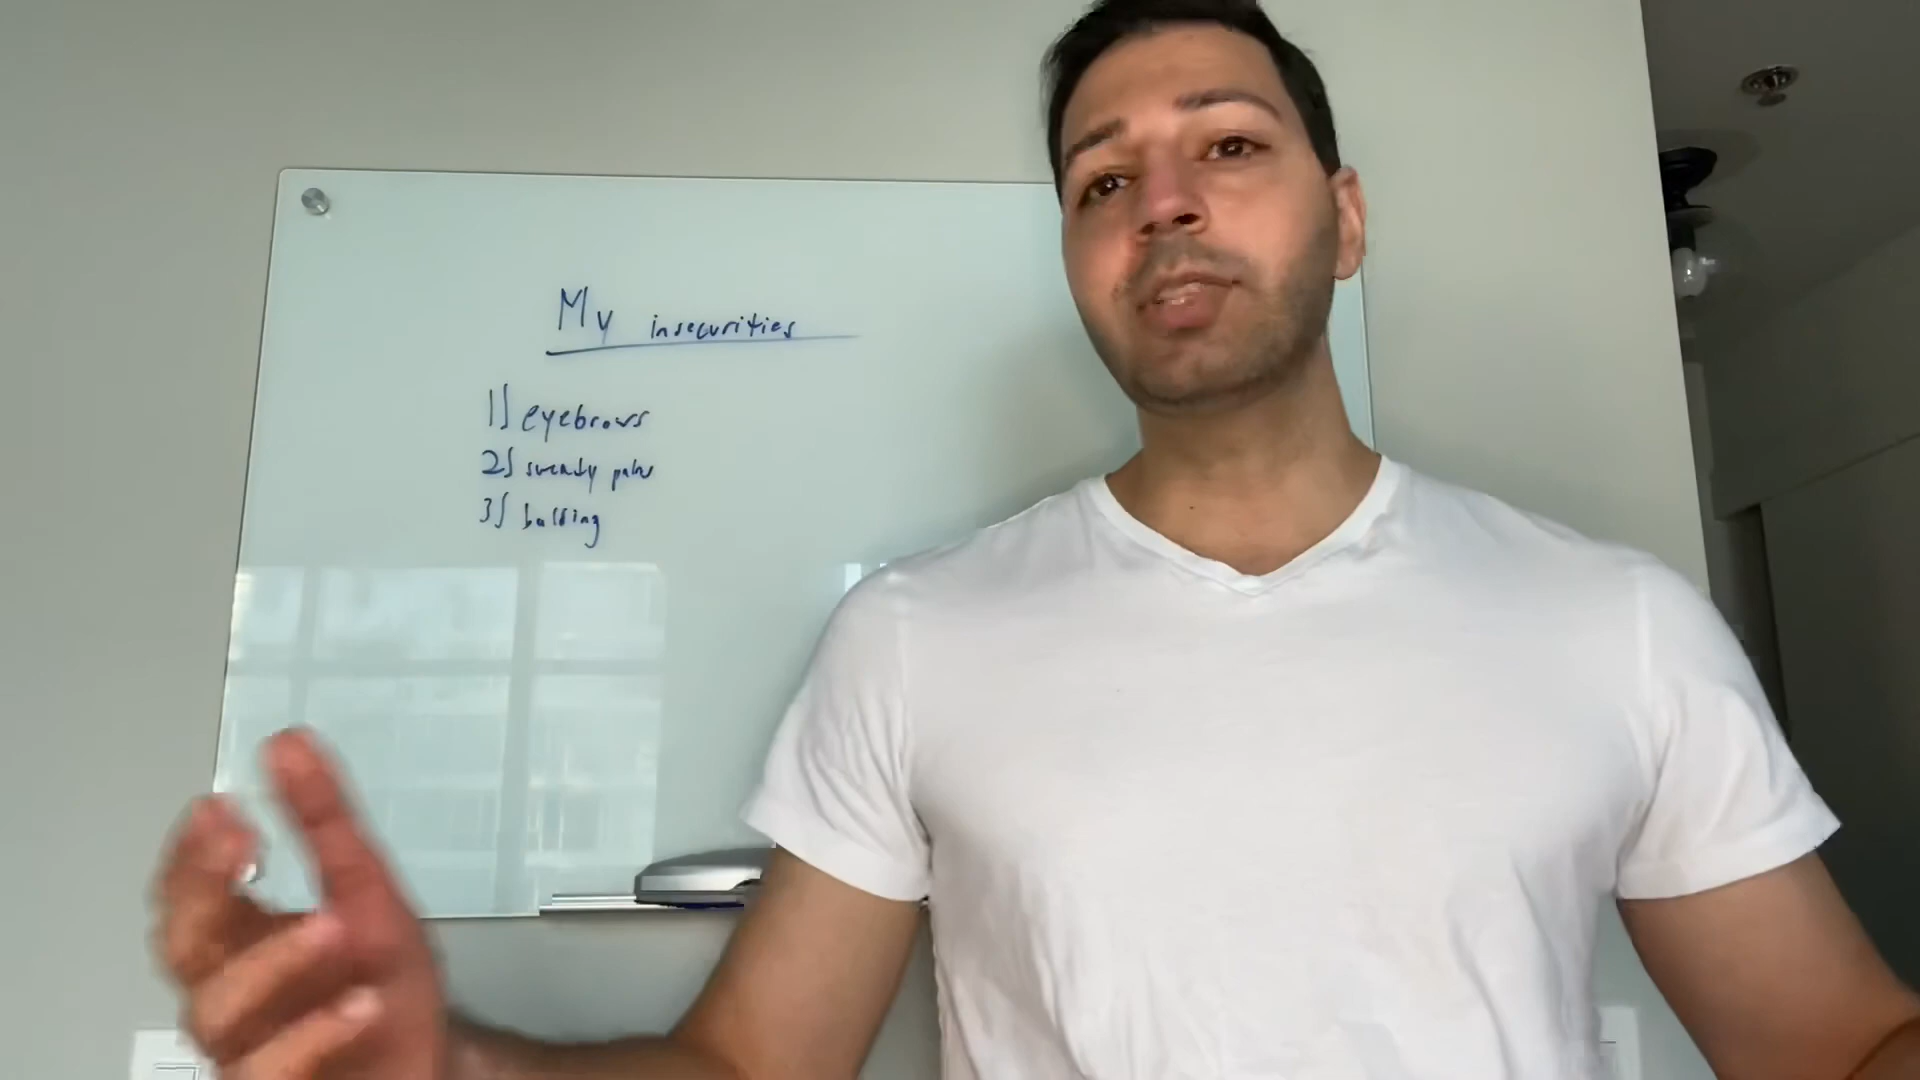 My insecurities
1) eyebrows
2) sweaty palms
3) balding